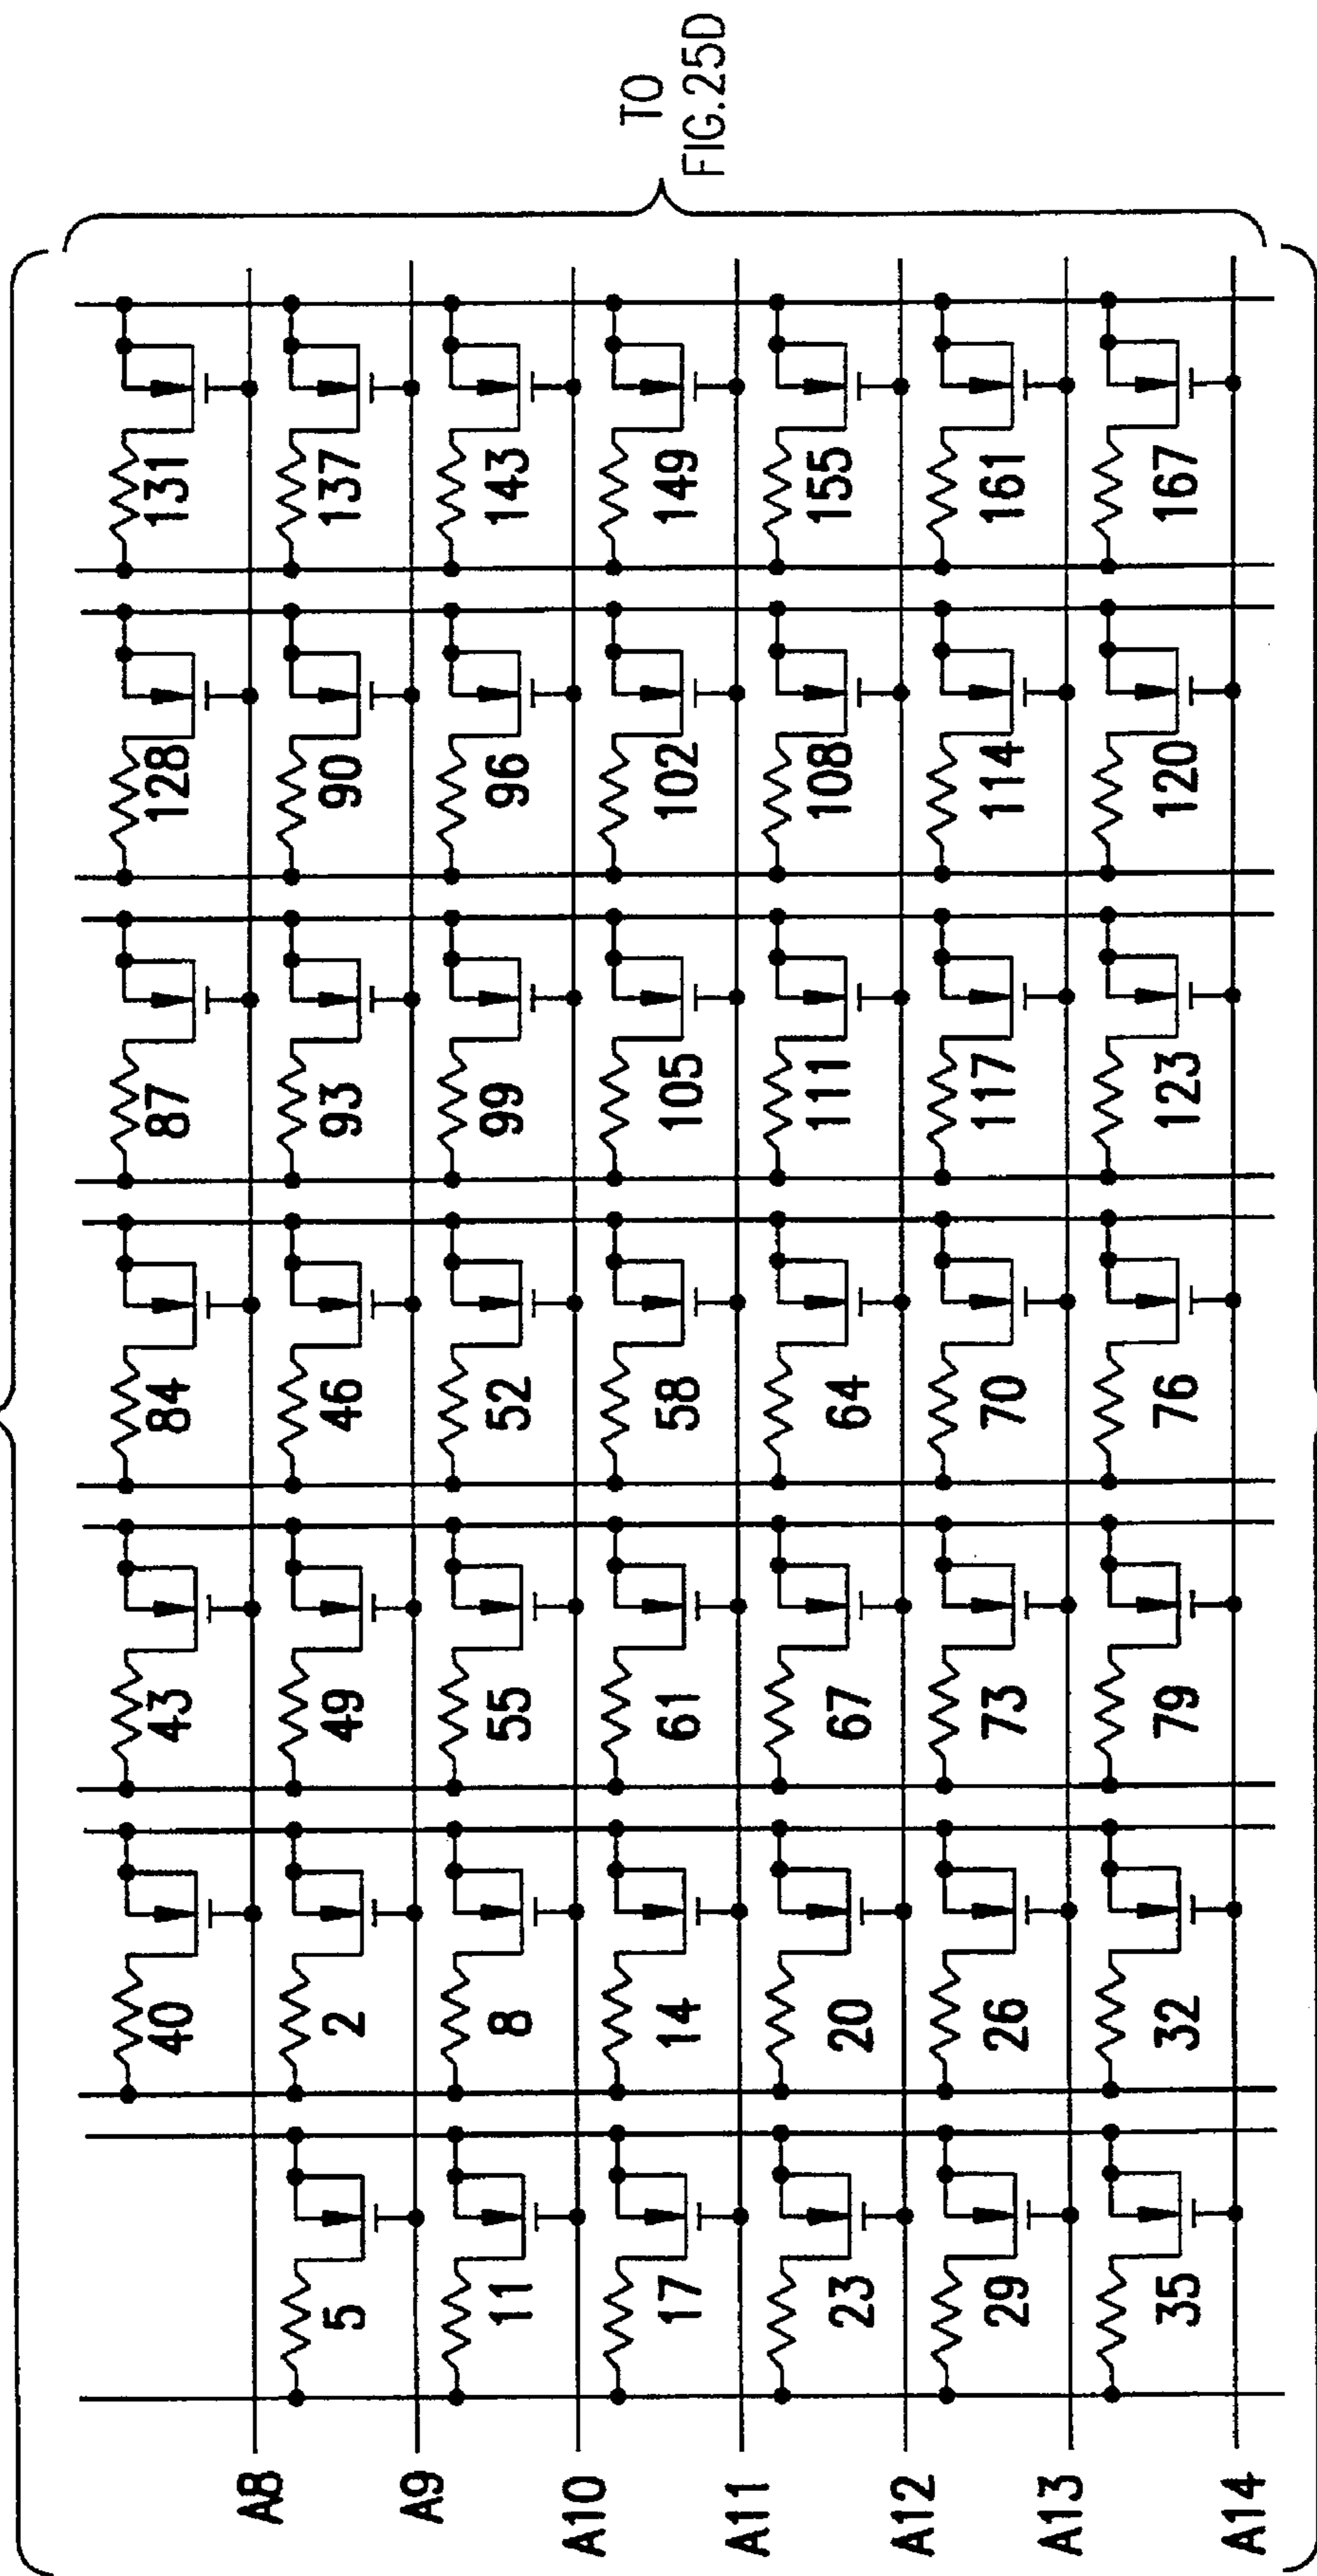 TO
FIG.25D
40 43 84 87 128 131
A8
5 2 49 46 93 90 137
A9
11 8 55 52 99 96 143
A10
17 14 61 58 105 102 149
A11
23 20 67 64 111 108 155
A12
29 26 73 70 117 114 161
A13
35 32 79 76 123 120 167
A14